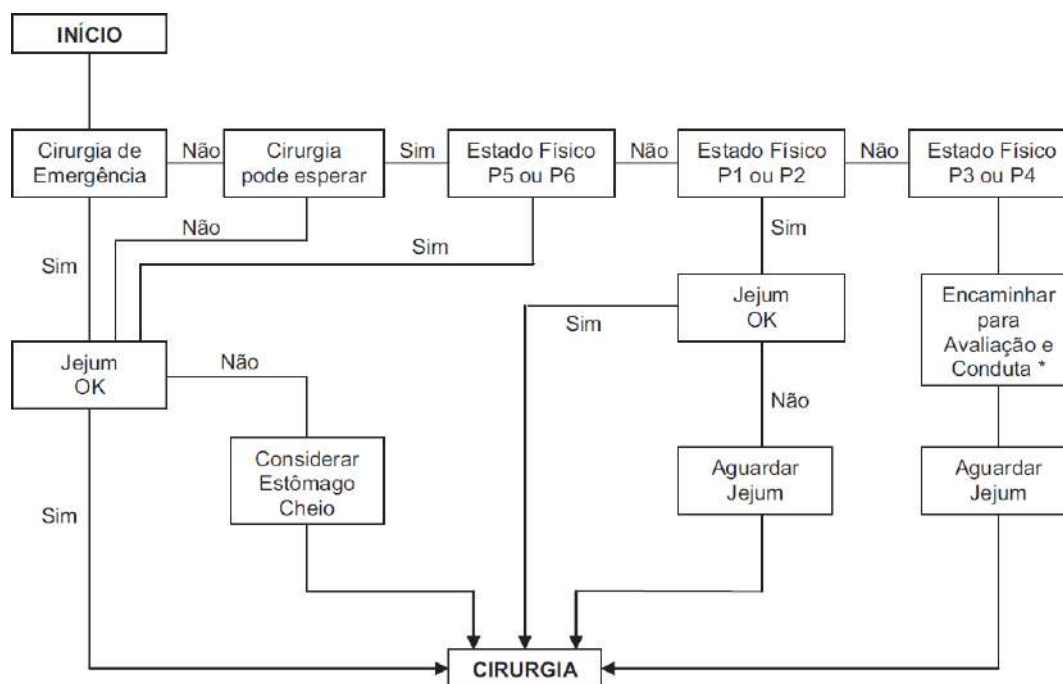 INÍCIO
Cirurgia de
Emergência
Não
Cirurgia
pode esperar
Sim
Estado Físico
P5 ou P6
Não
Estado Físico
P1 ou P2
Não
Estado Físico
P3 ou P4
Não
Sim
Sim
Sim
Jejum
OK
Sim
Encaminhar
para
Avaliação e
Conduta *
Jejum
OK
Não
Não
Considerar
Estômago
Cheio
Aguardar
Jejum
Aguardar
Jejum
Sim
CIRURGIA